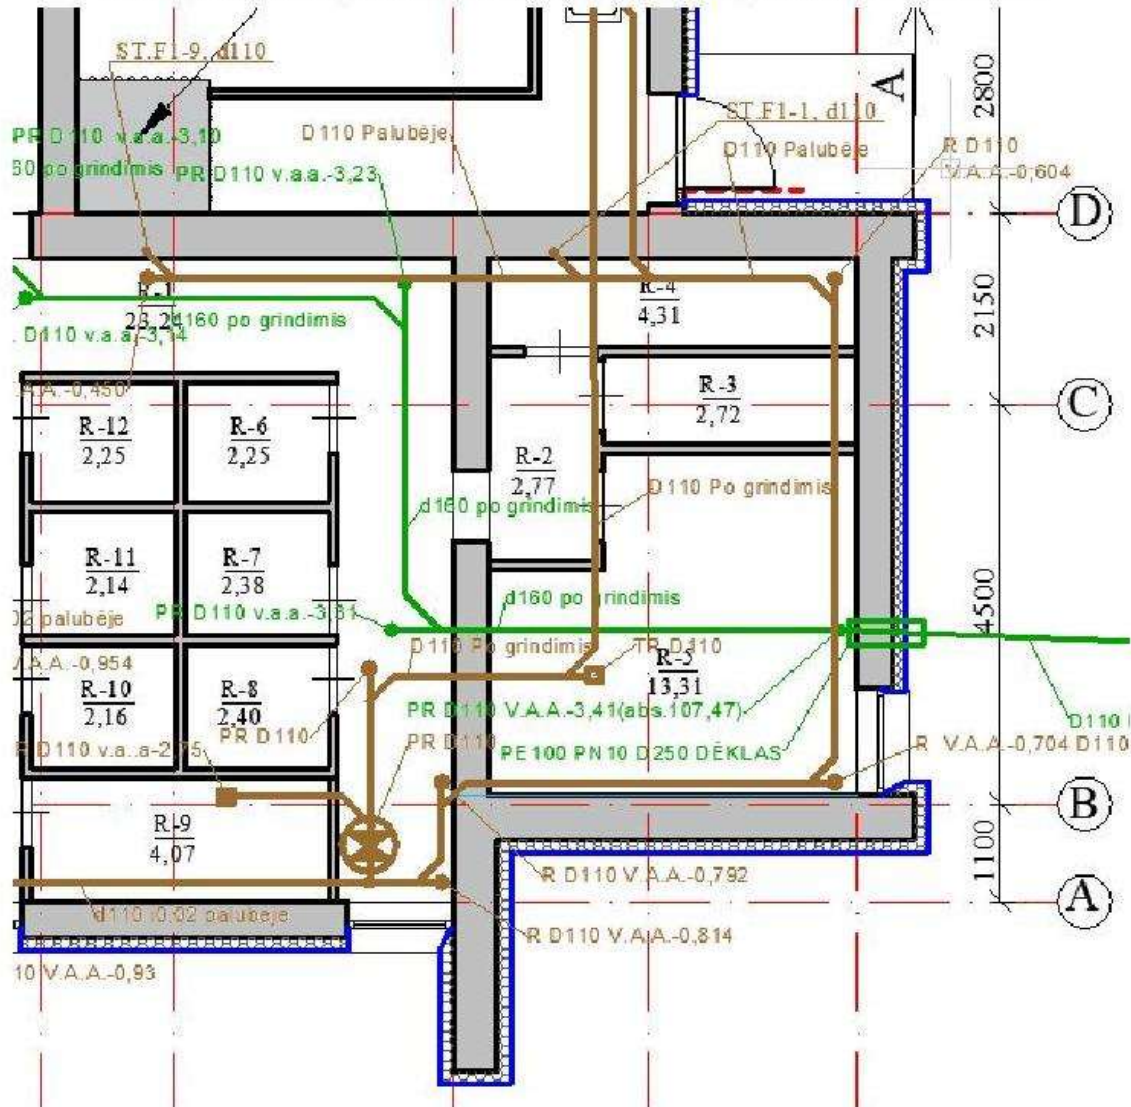 ST.F1-9, d110
2800
A
PR D110 v.a.a.-3,10
D110 Palubėje
ST.F1-1, d110
D110 Palubėje
R D110
V.A.A.-0,604
60 po grindimis
PR D110 v.a.a.-3,23
D
R-1
23,24
d160 po grindimis
R-4
4,31
2150
D110 v.a.a.-3,14
A.A.-0,450
R-3
2,72
C
R-12
2,25
R-6
2,25
R-2
2,77
D110 Po grindimis
d160 po grindimis
R-11
2,14
R-7
2,38
4500
02 palubėje
PR D110 v.a.a.-3,31
d160 po grindimis
D110 Po grindimis
TR D110
V.A.A.-0,954
R-10
2,16
R-8
2,40
R-5
13,31
PR D110 V.A.A.-3,41(abs.107,47)
D110
PR D110
PR D110
R D110 v.a..a-2,75
PE100 PN10 D250 DĖKLAS
R V.A.A.-0,704 D110
B
R-9
4,07
1100
R D110 V.A.A.-0,792
A
d110 i0,02 palubėje
R D110 V.A.A.-0,814
10 V.A.A.-0,93